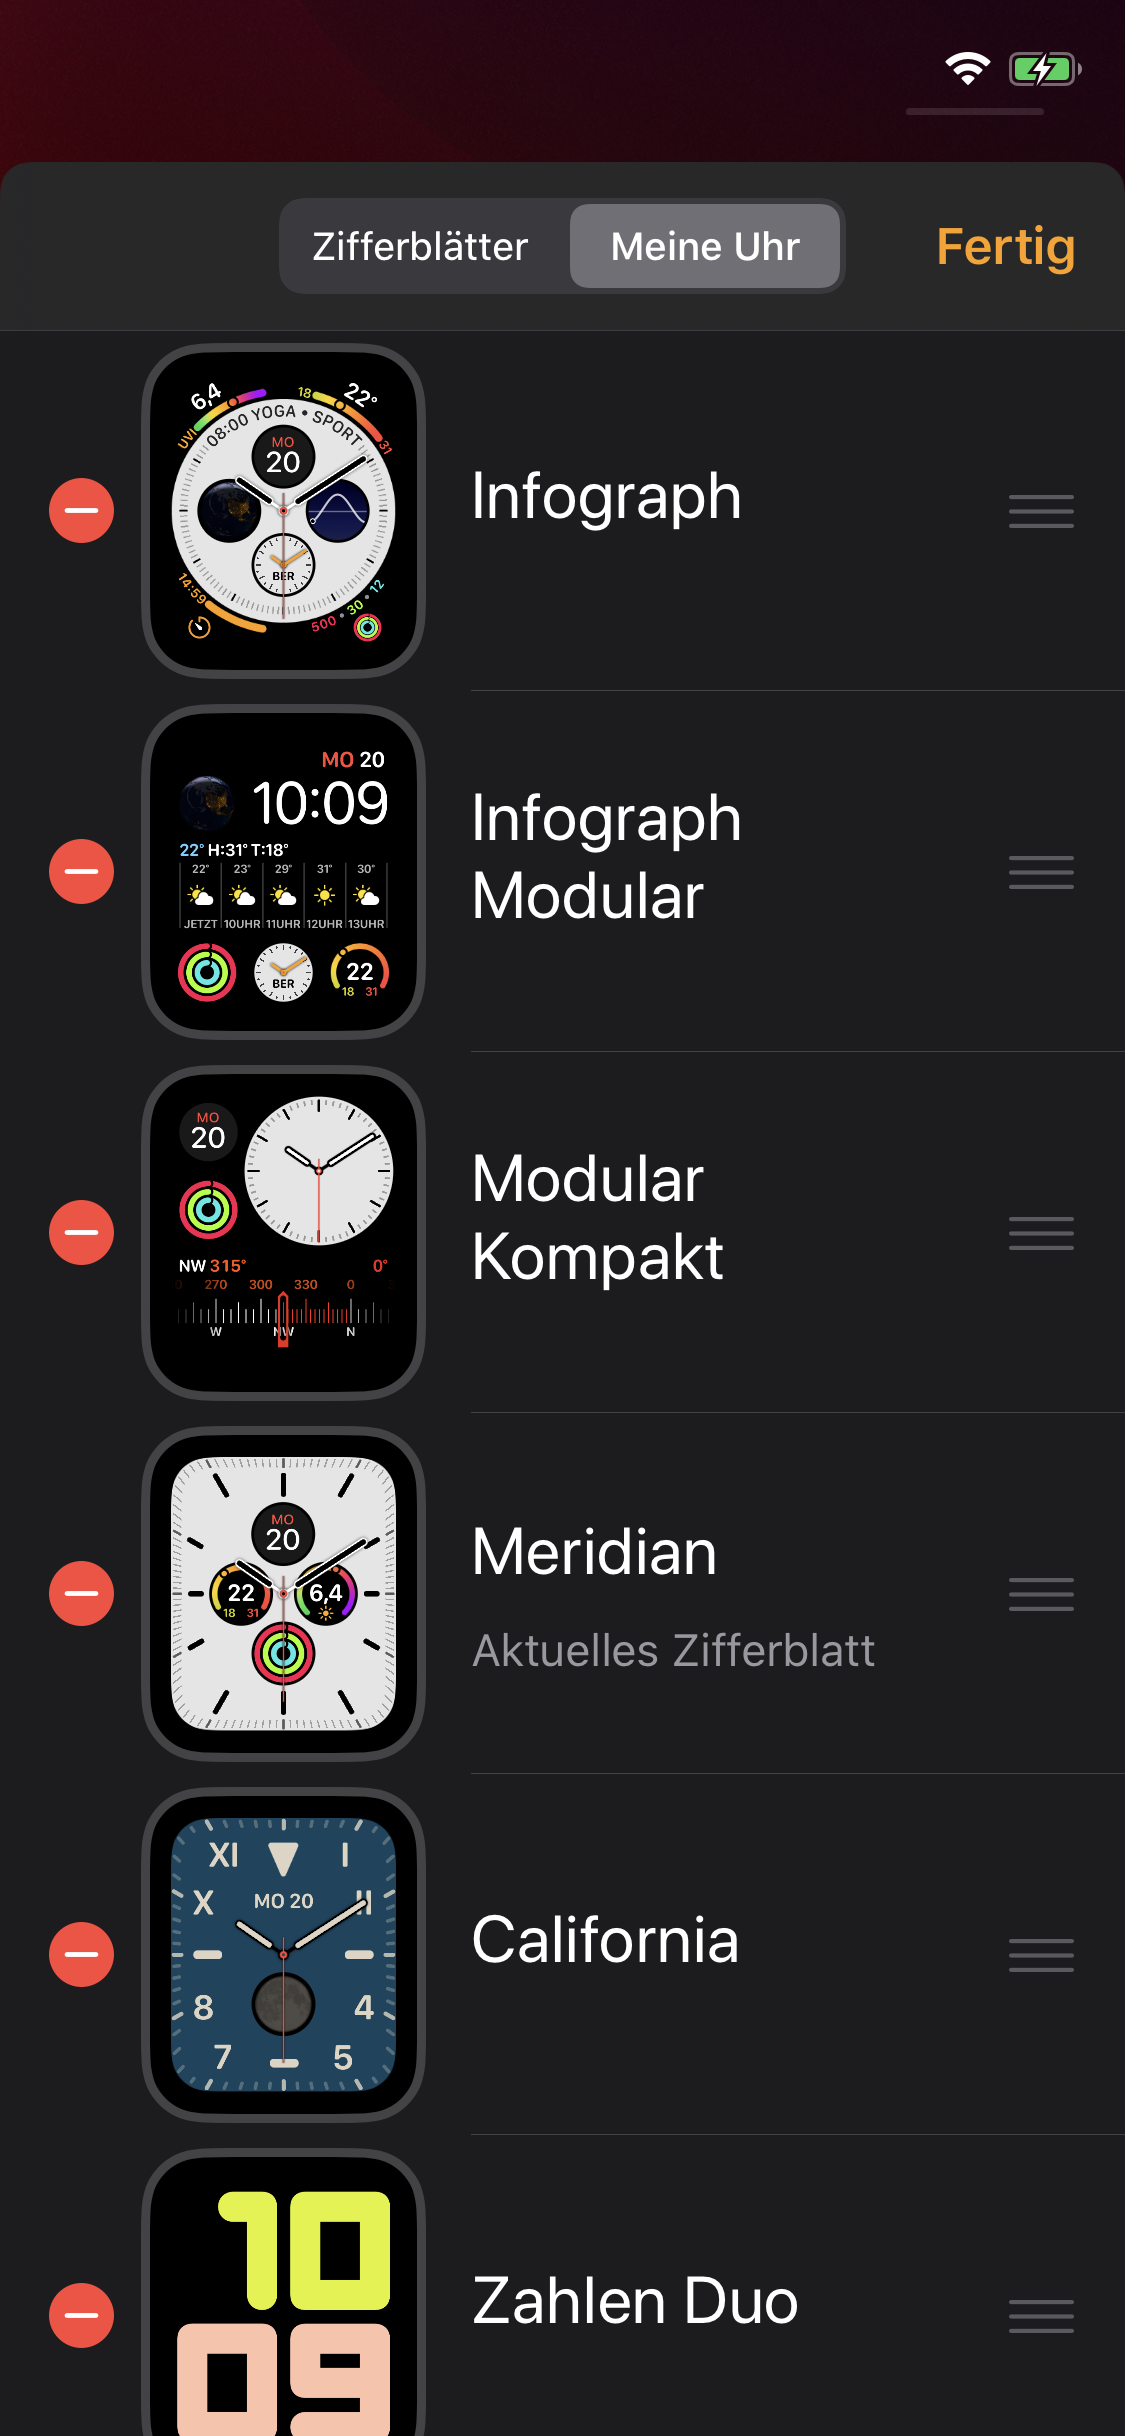 Zifferblätter
Meine Uhr
Fertig
6,4
18
22°
UVI
08:00 YOGA • SPORT
31
MO
20
BER
14:59
500 • 30 • 12
Infograph
MO 20
10:09
22° H:31° T:18°
22° 23° 29° 31° 30°
JETZT 10UHR 11UHR 12UHR 13UHR
BER
22
18 31
Infograph
Modular
MO
20
NW 315°
0°
270 300 330 0
W NW N
Modular
Kompakt
MO
20
22
18 31
6,4
Meridian
Aktuelles Zifferblatt
XI I
X MO 20 II
8 4
7 5
California
10
09
Zahlen Duo